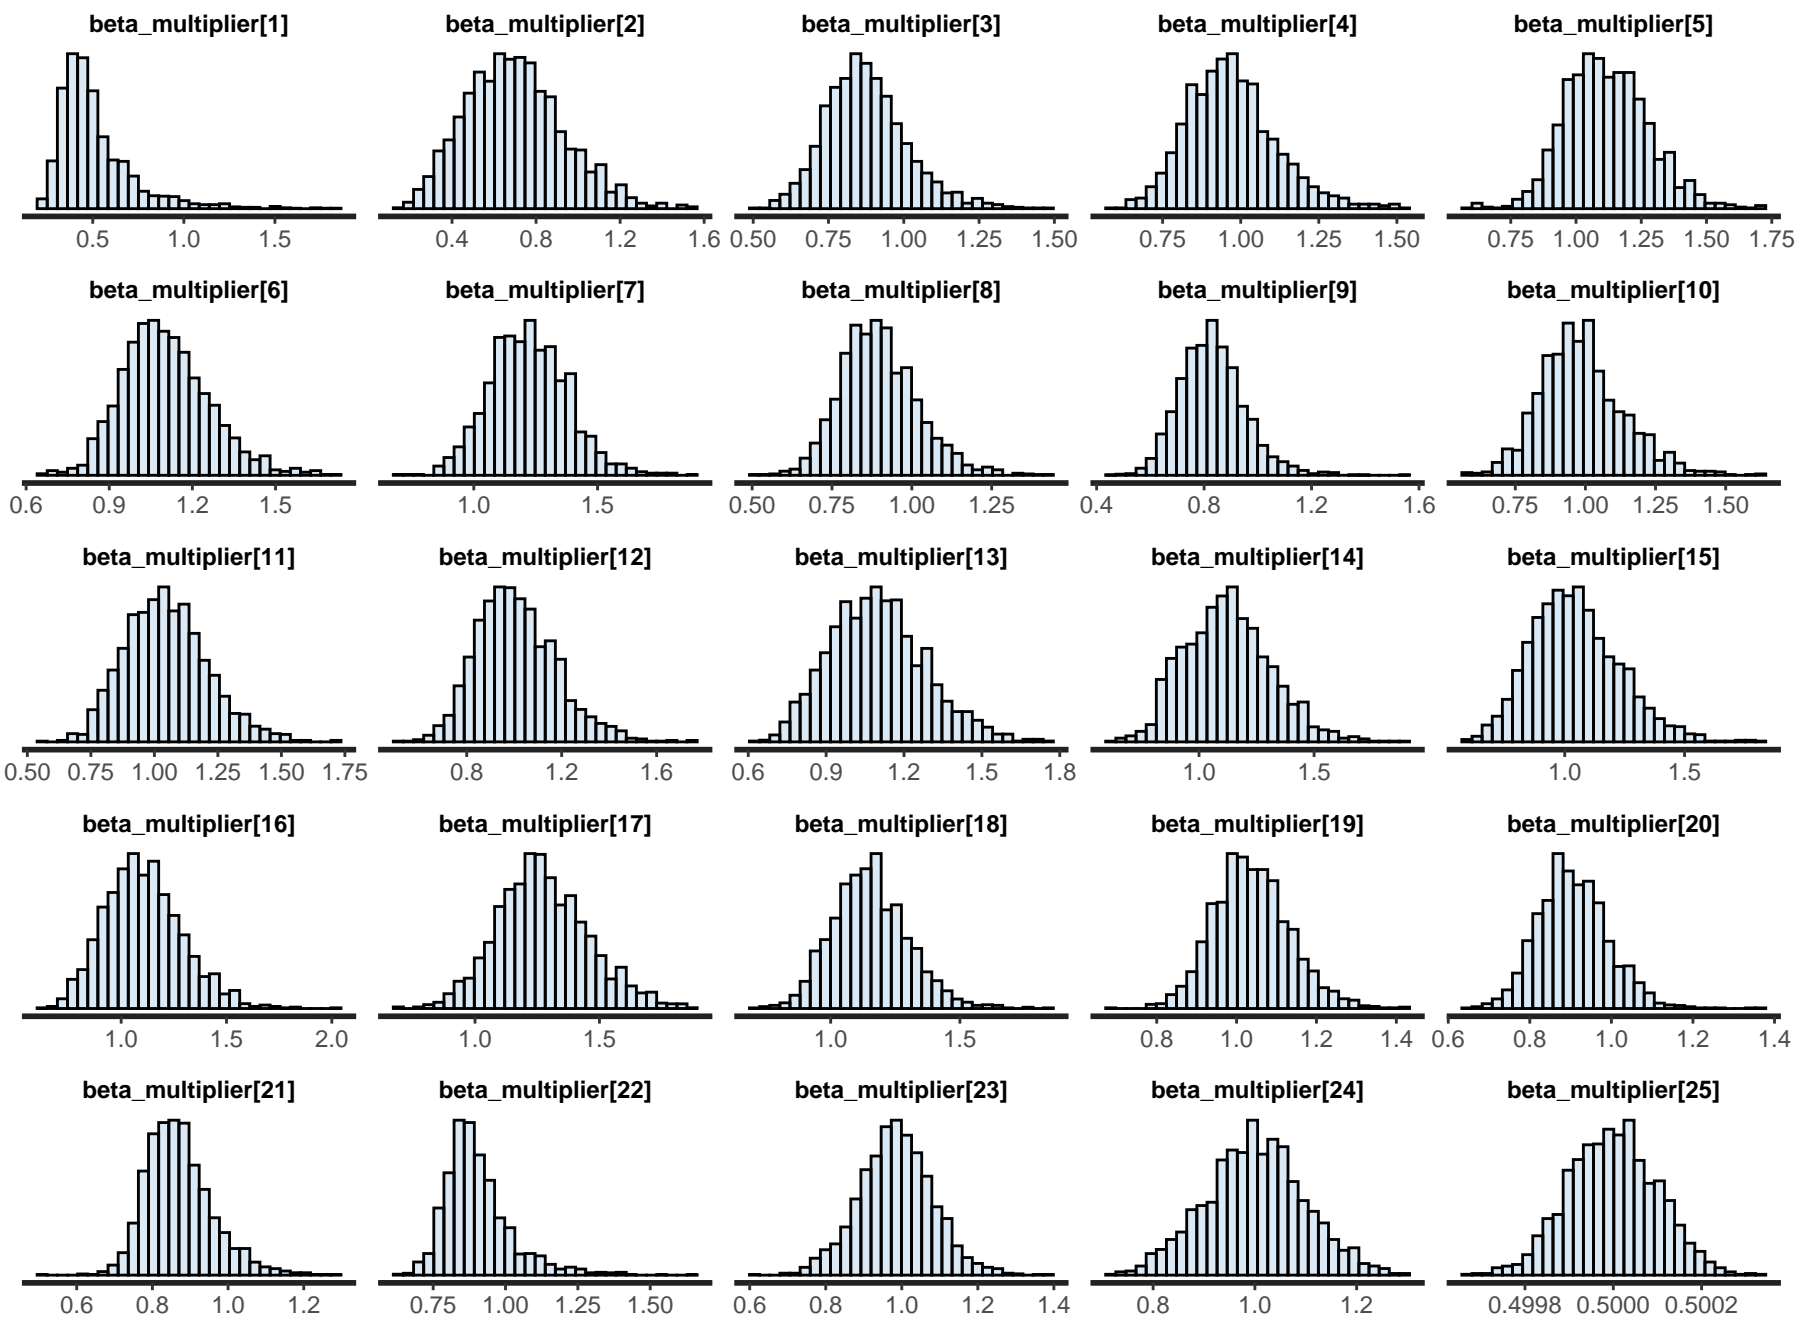 beta_multiplier[1] beta_multiplier[2] beta_multiplier[3] beta_multiplier[4] beta_multiplier[5]
0.5 1.0 1.5 0.4 0.8 1.2 1.6 0.50 0.75 1.00 1.25 1.50 0.75 1.00 1.25 1.50 0.75 1.00 1.25 1.50 1.75
beta_multiplier[6] beta_multiplier[7] beta_multiplier[8] beta_multiplier[9] beta_multiplier[10]
0.6 0.9 1.2 1.5 1.0 1.5 0.50 0.75 1.00 1.25 0.4 0.8 1.2 1.6 0.75 1.00 1.25 1.50
beta_multiplier[11] beta_multiplier[12] beta_multiplier[13] beta_multiplier[14] beta_multiplier[15]
0.50 0.75 1.00 1.25 1.50 1.75 0.8 1.2 1.6 0.6 0.9 1.2 1.5 1.8 1.0 1.5 1.0 1.5
beta_multiplier[16] beta_multiplier[17] beta_multiplier[18] beta_multiplier[19] beta_multiplier[20]
1.0 1.5 2.0 1.0 1.5 1.0 1.5 0.8 1.0 1.2 1.4 0.6 0.8 1.0 1.2 1.4
beta_multiplier[21] beta_multiplier[22] beta_multiplier[23] beta_multiplier[24] beta_multiplier[25]
0.6 0.8 1.0 1.2 0.75 1.00 1.25 1.50 0.6 0.8 1.0 1.2 1.4 0.8 1.0 1.2 0.4998 0.5000 0.5002